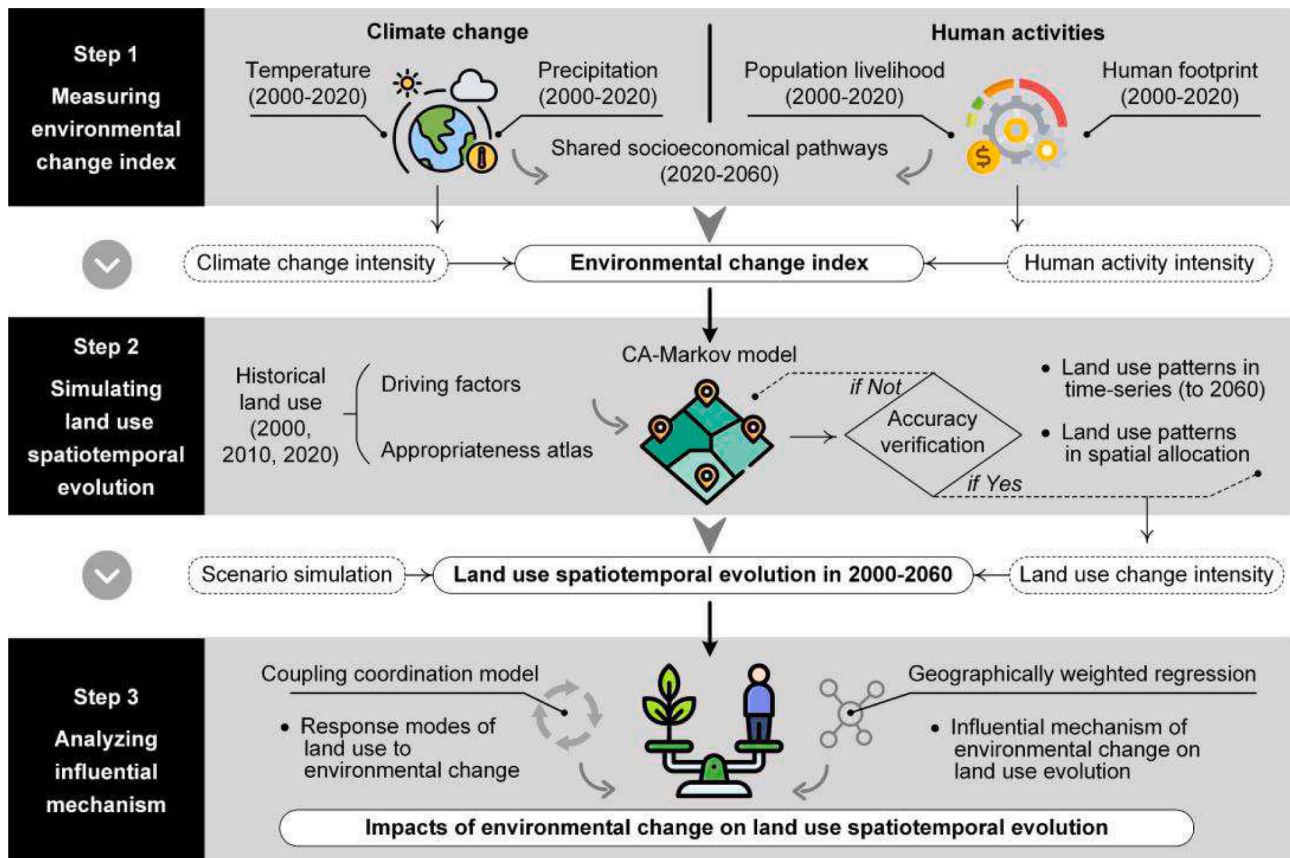 Step 1
Measuring
environmental
change index
Climate change
Human activities
Temperature
(2000-2020)
Precipitation
(2000-2020)
Population livelihood
(2000-2020)
Human footprint
(2000-2020)
Shared socioeconomical pathways
(2020-2060)
$
Climate change intensity
Environmental change index
Human activity intensity
Step 2
Simulating
land use
spatiotemporal
evolution
Historical
land use
(2000,
2010, 2020)
Driving factors
Appropriateness atlas
CA-Markov model
if Not
Accuracy
verification
if Yes
• Land use patterns in
time-series (to 2060)
• Land use patterns
in spatial allocation
Scenario simulation
Land use spatiotemporal evolution in 2000-2060
Land use change intensity
Step 3
Analyzing
influential
mechanism
Coupling coordination model
• Response modes of
land use to
environmental change
Geographically weighted regression
• Influential mechanism of
environmental change on
land use evolution
Impacts of environmental change on land use spatiotemporal evolution